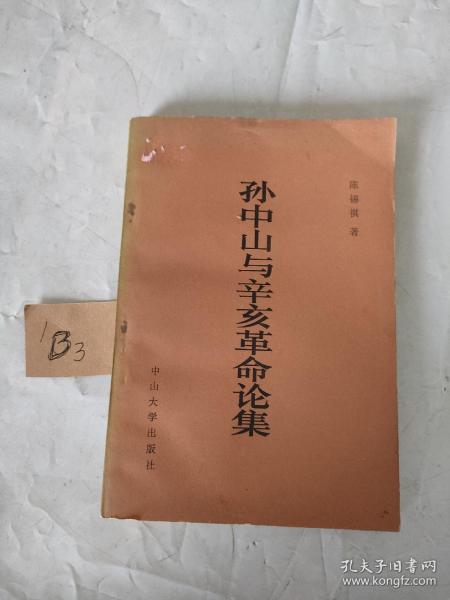 陈锡祺 著
孙中山与辛亥革命论集
中山大学出版社
1B3
孔夫子旧书网
www.kongfz.com